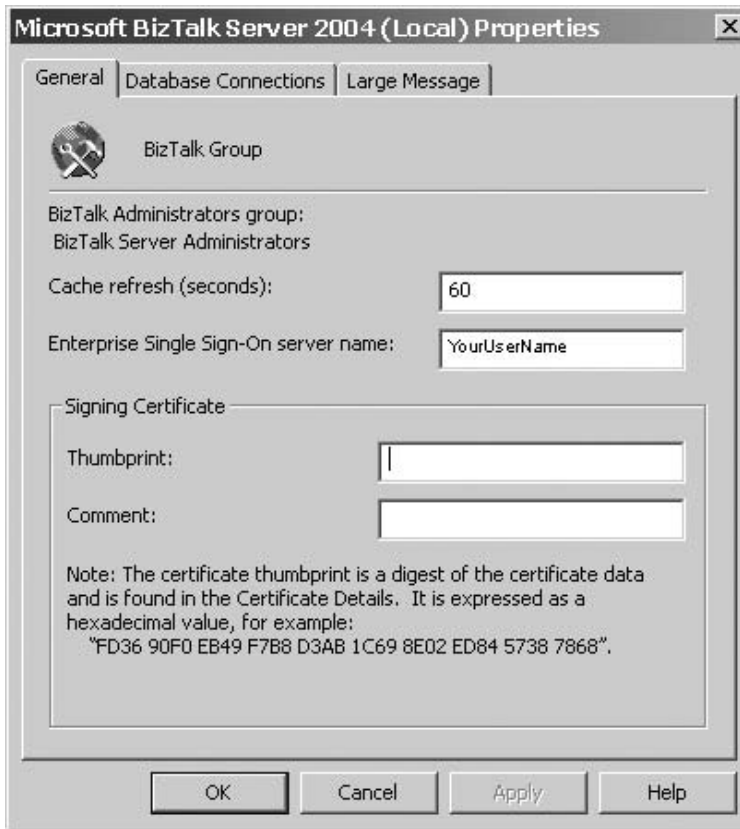 Microsoft BizTalk Server 2004 (Local) Properties
General
Database Connections
Large Message
BizTalk Group
BizTalk Administrators group:
BizTalk Server Administrators
Cache refresh (seconds):
60
Enterprise Single Sign-On server name:
YourUserName
Signing Certificate
Thumbprint:
Comment:
Note: The certificate thumbprint is a digest of the certificate data
and is found in the Certificate Details.  It is expressed as a
hexadecimal value, for example:
"FD36 90F0 EB49 F7B8 D3AB 1C69 8E02 ED84 5738 7868".
OK
Cancel
Apply
Help